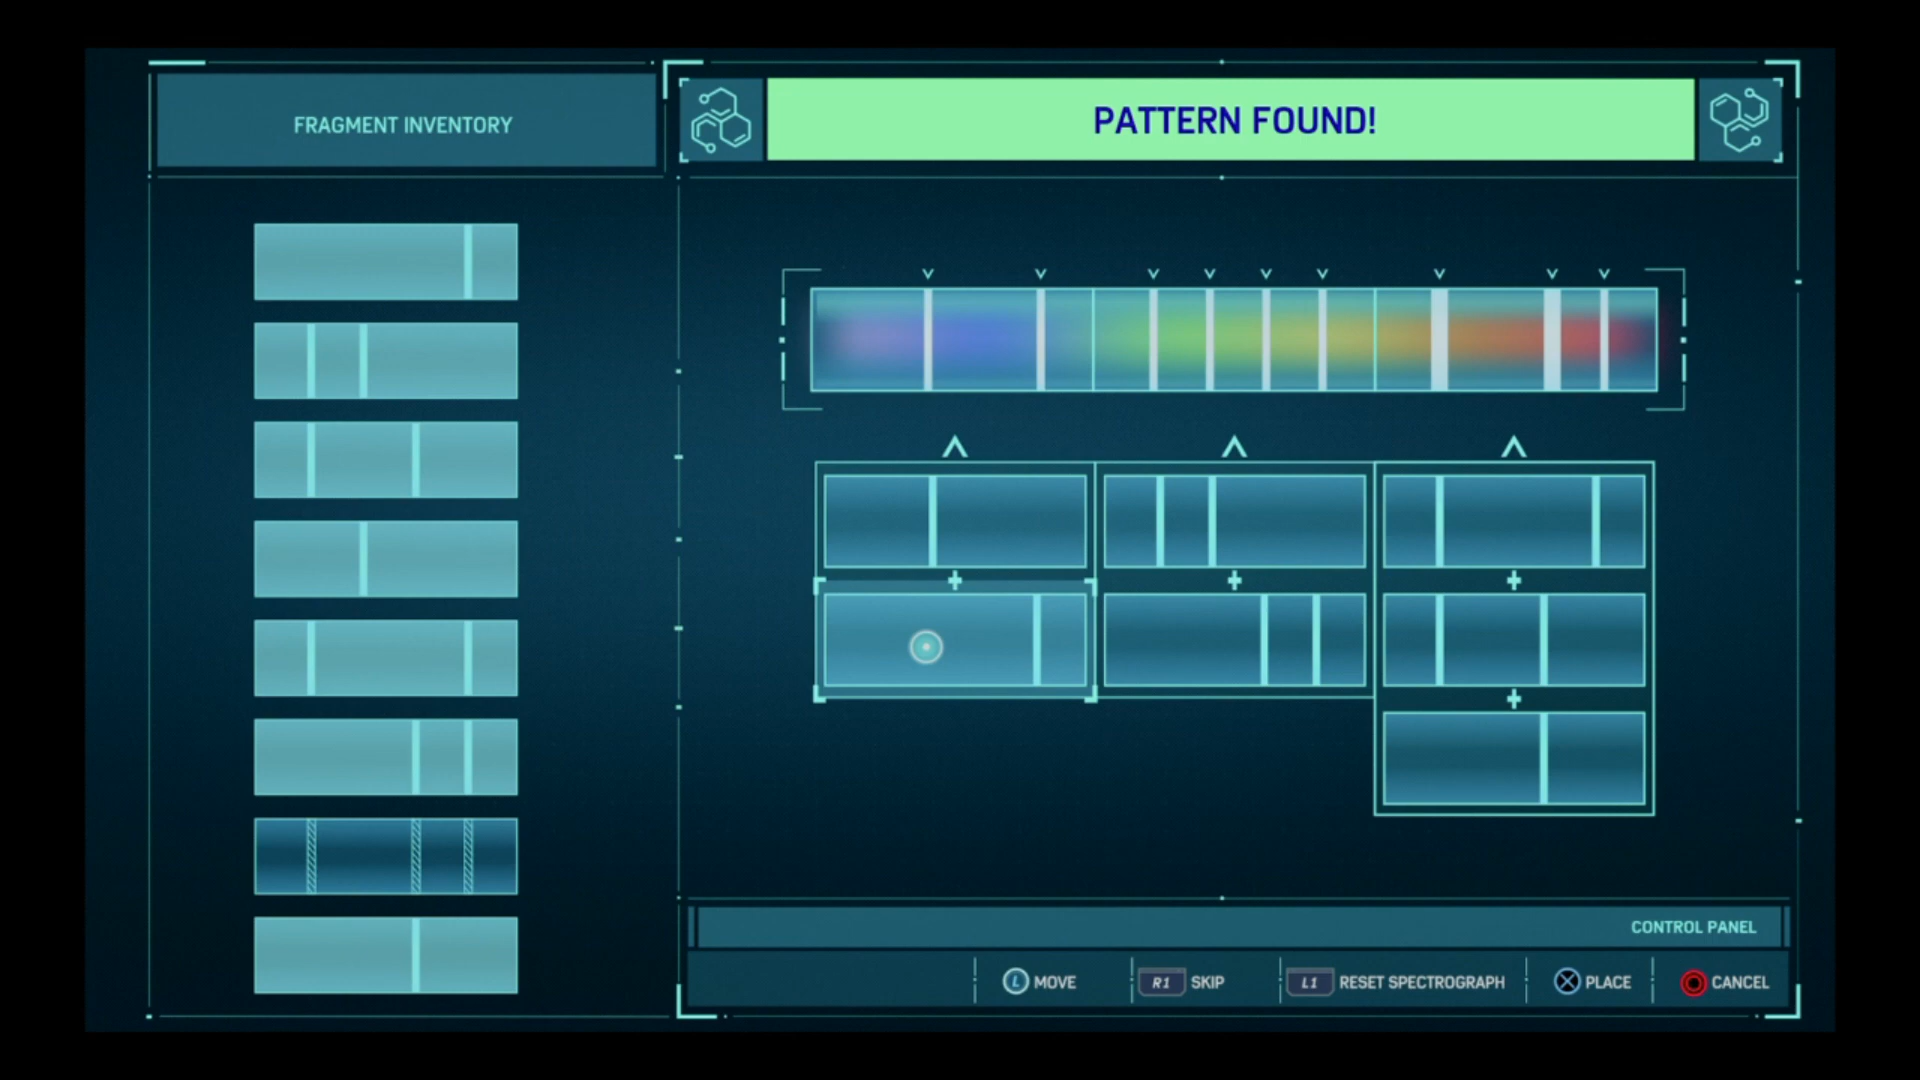 FRAGMENT INVENTORY
PATTERN FOUND!
CONTROL PANEL
L MOVE
R1 SKIP
L1 RESET SPECTROGRAPH
PLACE
CANCEL